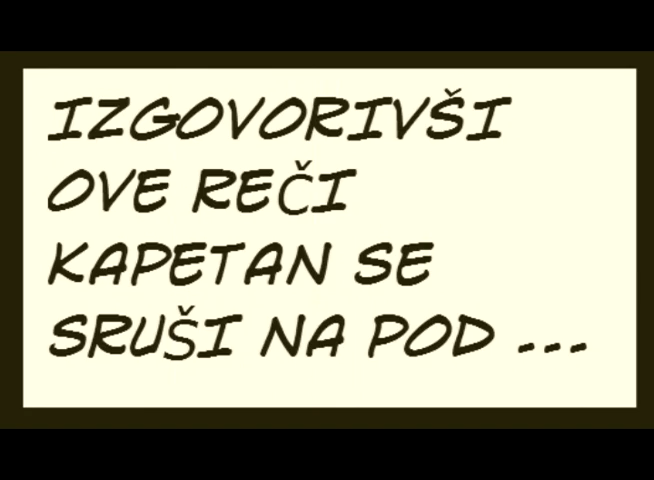 IZGOVORIVŠI
OVE REČI
KAPETAN SE
SRUŠI NA POD ...